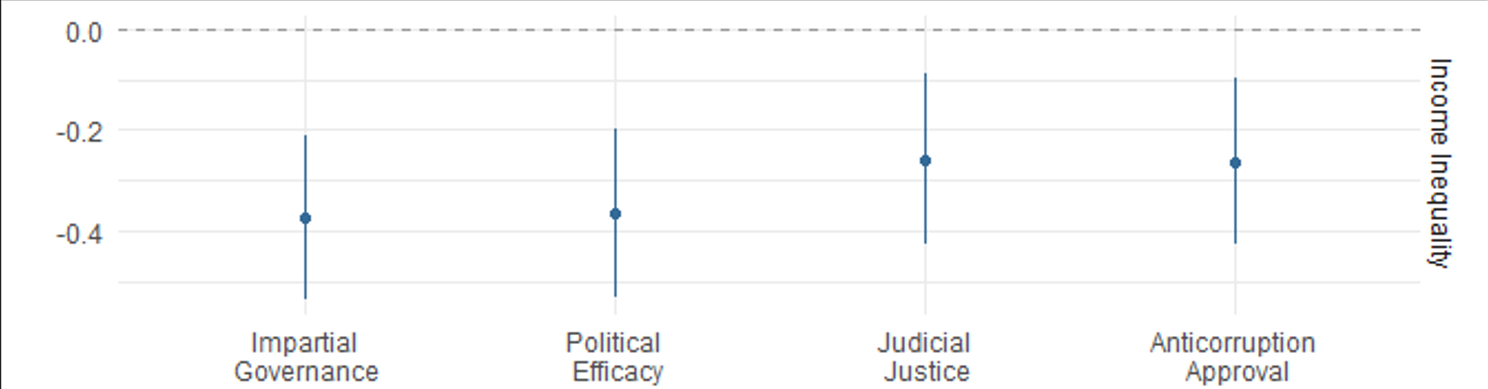 0.0
-0.2
-0.4
Income Inequality
Impartial
Governance
Political
Efficacy
Judicial
Justice
Anticorruption
Approval